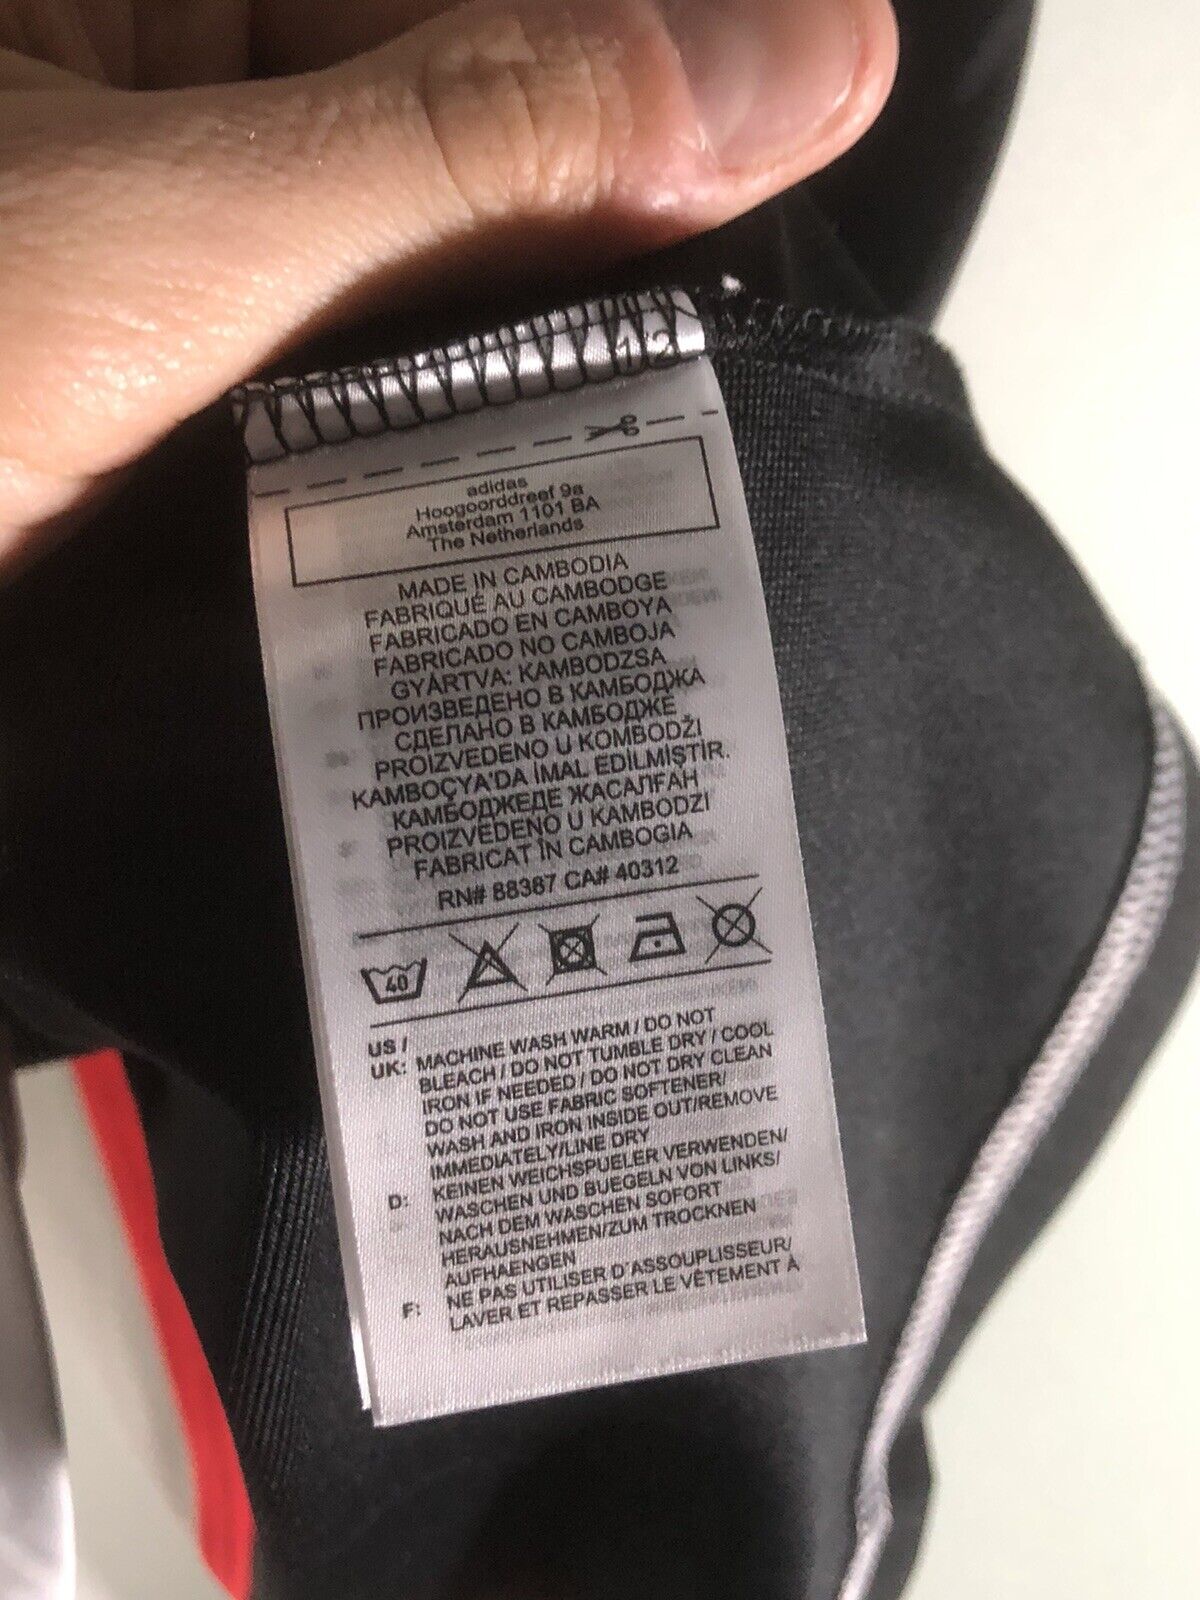 1/2
adidas
Hoogoorddreef 9a
Amsterdam 1101 BA
The Netherlands
MADE IN CAMBODIA
FABRIQUÉ AU CAMBODGE
FABRICADO EN CAMBOYA
FABRICADO NO CAMBOJA
GYÁRTVA: KAMBODZSA
ПРОИЗВЕДЕНО В КАМБОДЖА
СДЕЛАНО В КАМБОДЖЕ
PROIZVEDENO U KOMBODŽI
KAMBOÇYA'DA İMAL EDİLMİŞTİR.
КАМБОДЖЕДЕ ЖАСАЛҒАН
PROIZVEDENO U KAMBODZI
FABRICAT ÎN CAMBOGIA
RN# 88387 CA# 40312
40
US /
UK: MACHINE WASH WARM / DO NOT
BLEACH / DO NOT TUMBLE DRY / COOL
IRON IF NEEDED / DO NOT DRY CLEAN
DO NOT USE FABRIC SOFTENER/
WASH AND IRON INSIDE OUT/REMOVE
IMMEDIATELY/LINE DRY
D: KEINEN WEICHSPUELER VERWENDEN/
WASCHEN UND BUEGELN VON LINKS/
NACH DEM WASCHEN SOFORT
HERAUSNEHMEN/ZUM TROCKNEN
AUFHAENGEN
F: NE PAS UTILISER D'ASSOUPLISSEUR/
LAVER ET REPASSER LE VÊTEMENT À